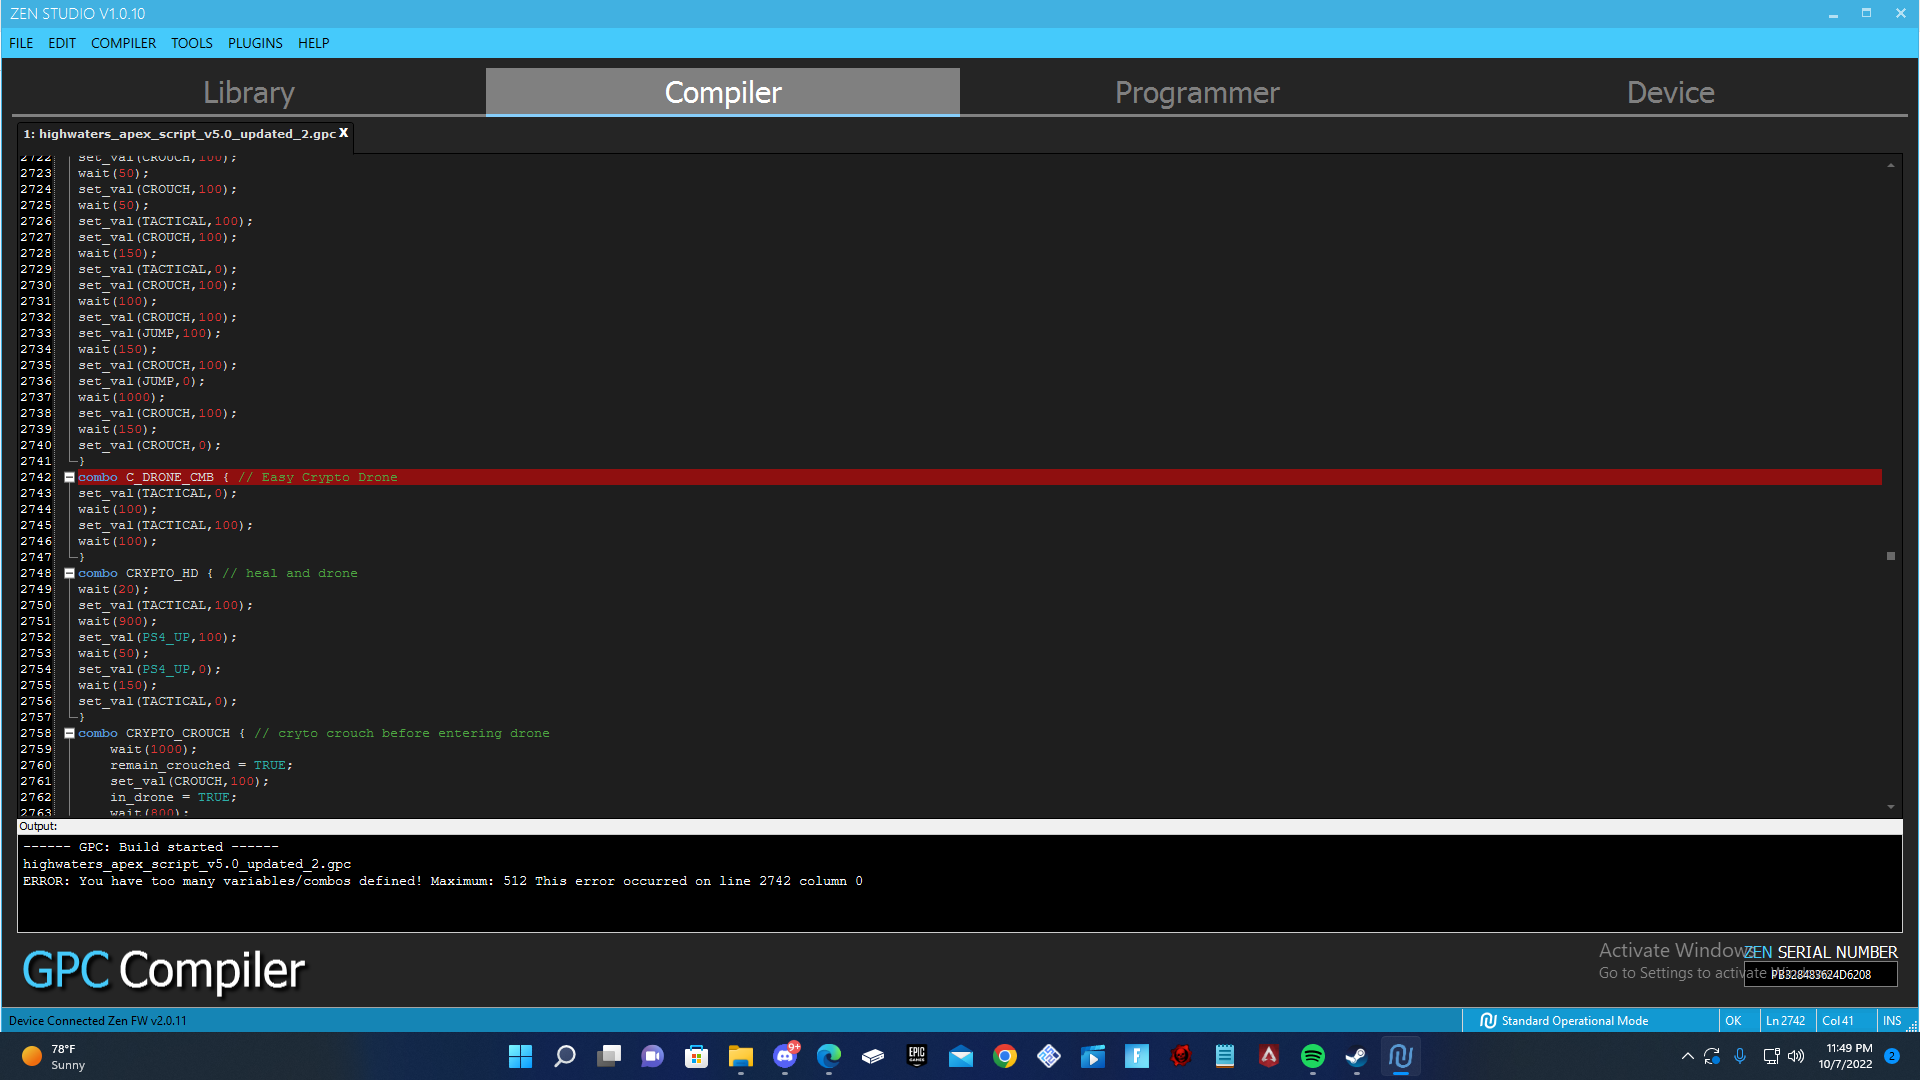 ZEN STUDIO V1.0.10
FILE EDIT COMPILER TOOLS PLUGINS HELP
Library Compiler Programmer Device
1: highwaters_apex_script_v5.0_updated_2.gpc X
2722 set_val(CROUCH,100);
2723 wait(50);
2724 set_val(CROUCH,100);
2725 wait(50);
2726 set_val(TACTICAL,100);
2727 set_val(CROUCH,100);
2728 wait(150);
2729 set_val(TACTICAL,0);
2730 set_val(CROUCH,100);
2731 wait(100);
2732 set_val(CROUCH,100);
2733 set_val(JUMP,100);
2734 wait(150);
2735 set_val(CROUCH,100);
2736 set_val(JUMP,0);
2737 wait(1000);
2738 set_val(CROUCH,100);
2739 wait(150);
2740 set_val(CROUCH,0);
2741 }
2742 combo C_DRONE_CMB { // Easy Crypto Drone
2743 set_val(TACTICAL,0);
2744 wait(100);
2745 set_val(TACTICAL,100);
2746 wait(100);
2747 }
2748 combo CRYPTO_HD { // heal and drone
2749 wait(20);
2750 set_val(TACTICAL,100);
2751 wait(900);
2752 set_val(PS4_UP,100);
2753 wait(50);
2754 set_val(PS4_UP,0);
2755 wait(150);
2756 set_val(TACTICAL,0);
2757 }
2758 combo CRYPTO_CROUCH { // cryto crouch before entering drone
2759 wait(1000);
2760 remain_crouched = TRUE;
2761 set_val(CROUCH,100);
2762 in_drone = TRUE;
2763 wait(800);
Output:
------ GPC: Build started ------
highwaters_apex_script_v5.0_updated_2.gpc
ERROR: You have too many variables/combos defined! Maximum: 512 This error occurred on line 2742 column 0
GPC Compiler
Activate Windows
Go to Settings to activate Windows.
ZEN SERIAL NUMBER
PB328483624D6208
Device Connected Zen FW v2.0.11
Standard Operational Mode OK Ln 2742 Col 41 INS
78°F
Sunny
9+
EPIC GAMES
11:49 PM
10/7/2022
2